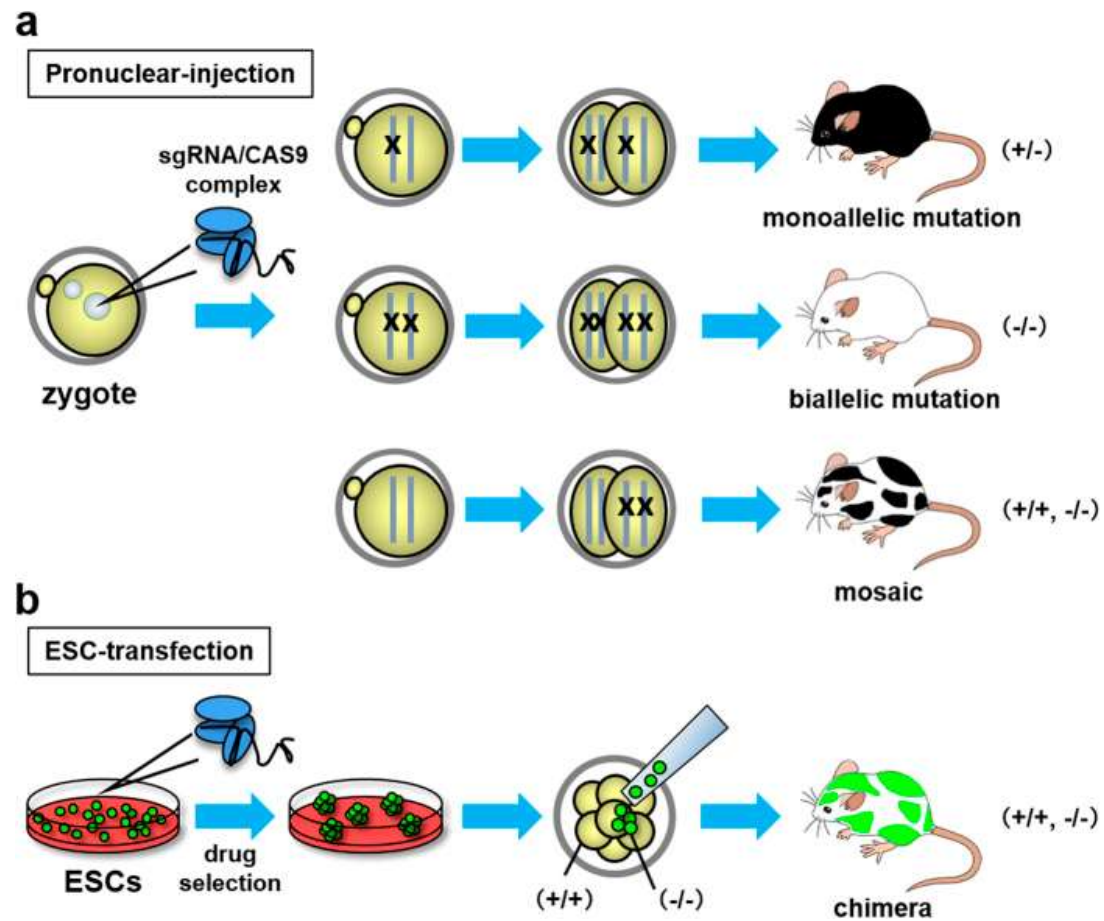 a
Pronuclear-injection
sgRNA/CAS9
complex
zygote
X
X
X
(+/-)
monoallelic mutation
X
X
X
X
X
X
(-/-)
biallelic mutation
X
X
(+/+, -/-)
mosaic
b
ESC-transfection
ESCs
drug
selection
(+/+)
(-/-)
(+/+, -/-)
chimera